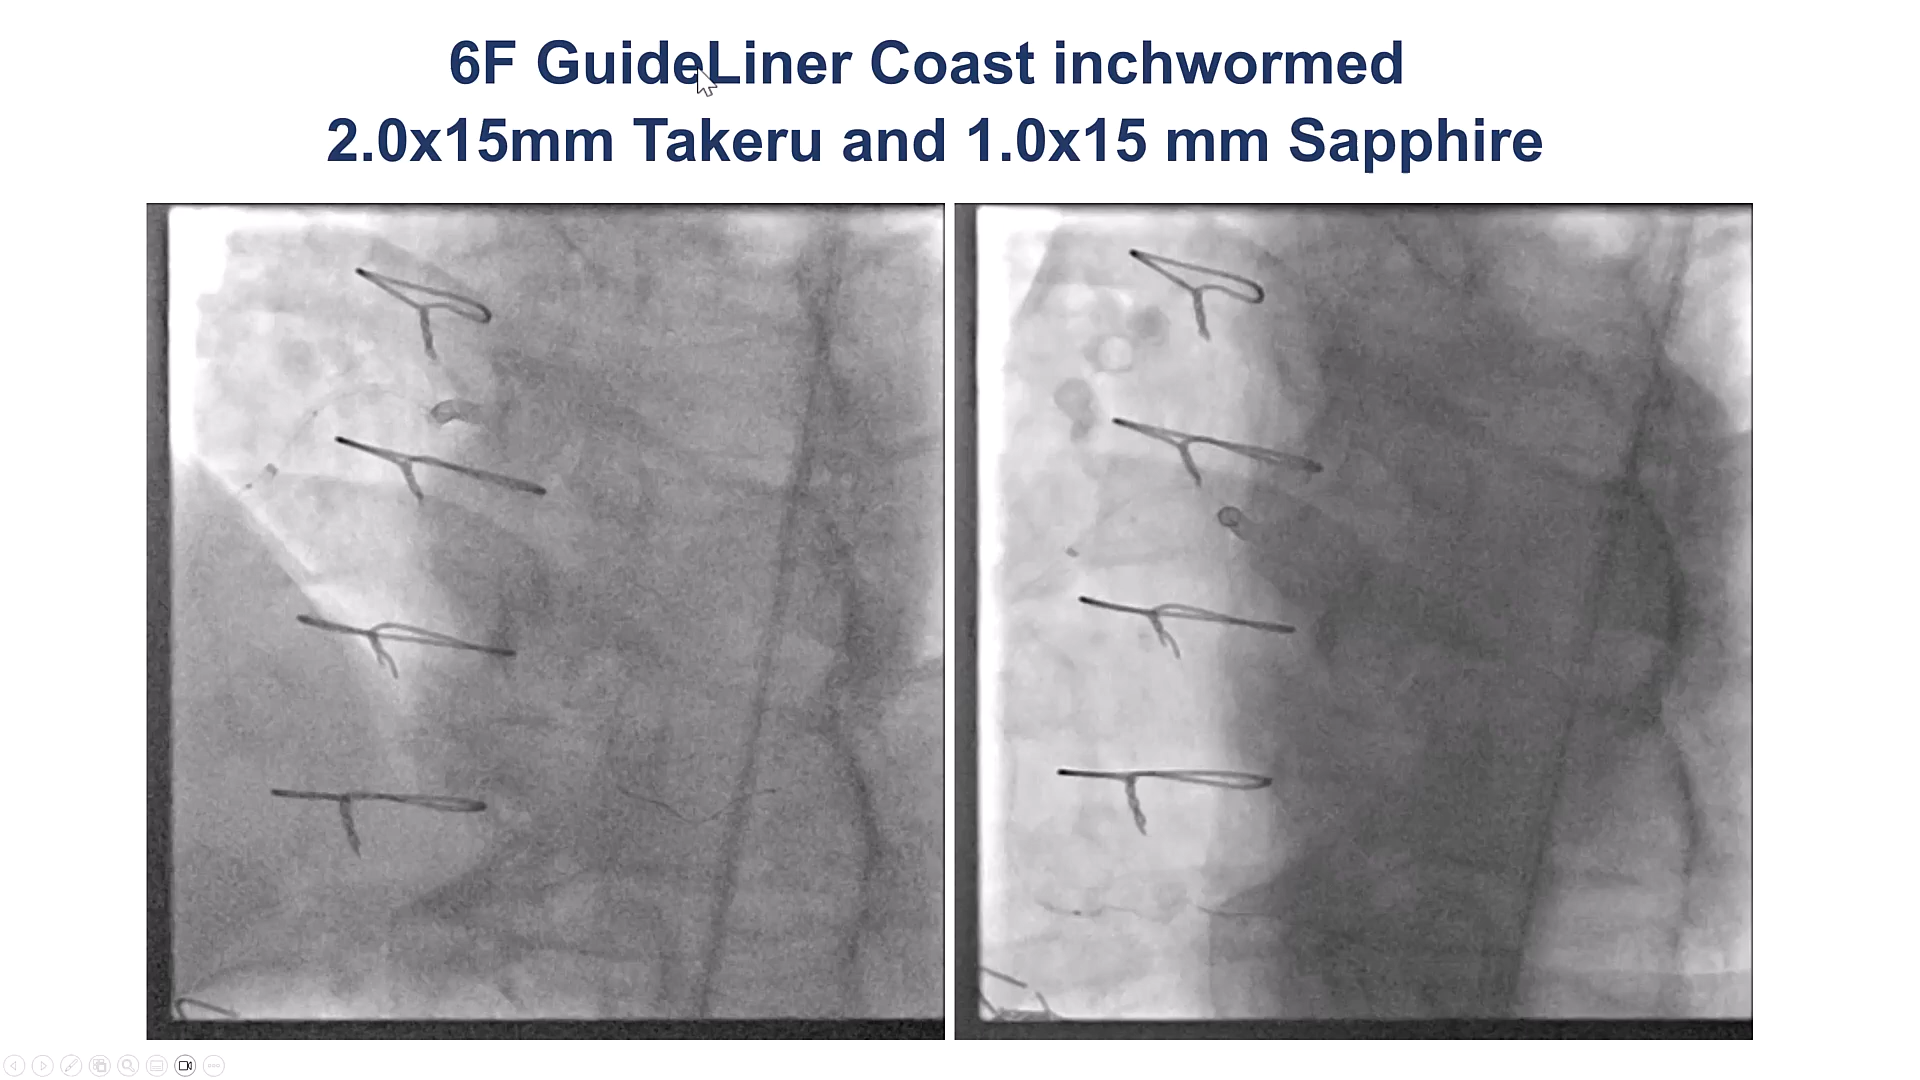 6F GuideLiner Coast inchwormed
2.0x15mm Takeru and 1.0x15 mm Sapphire